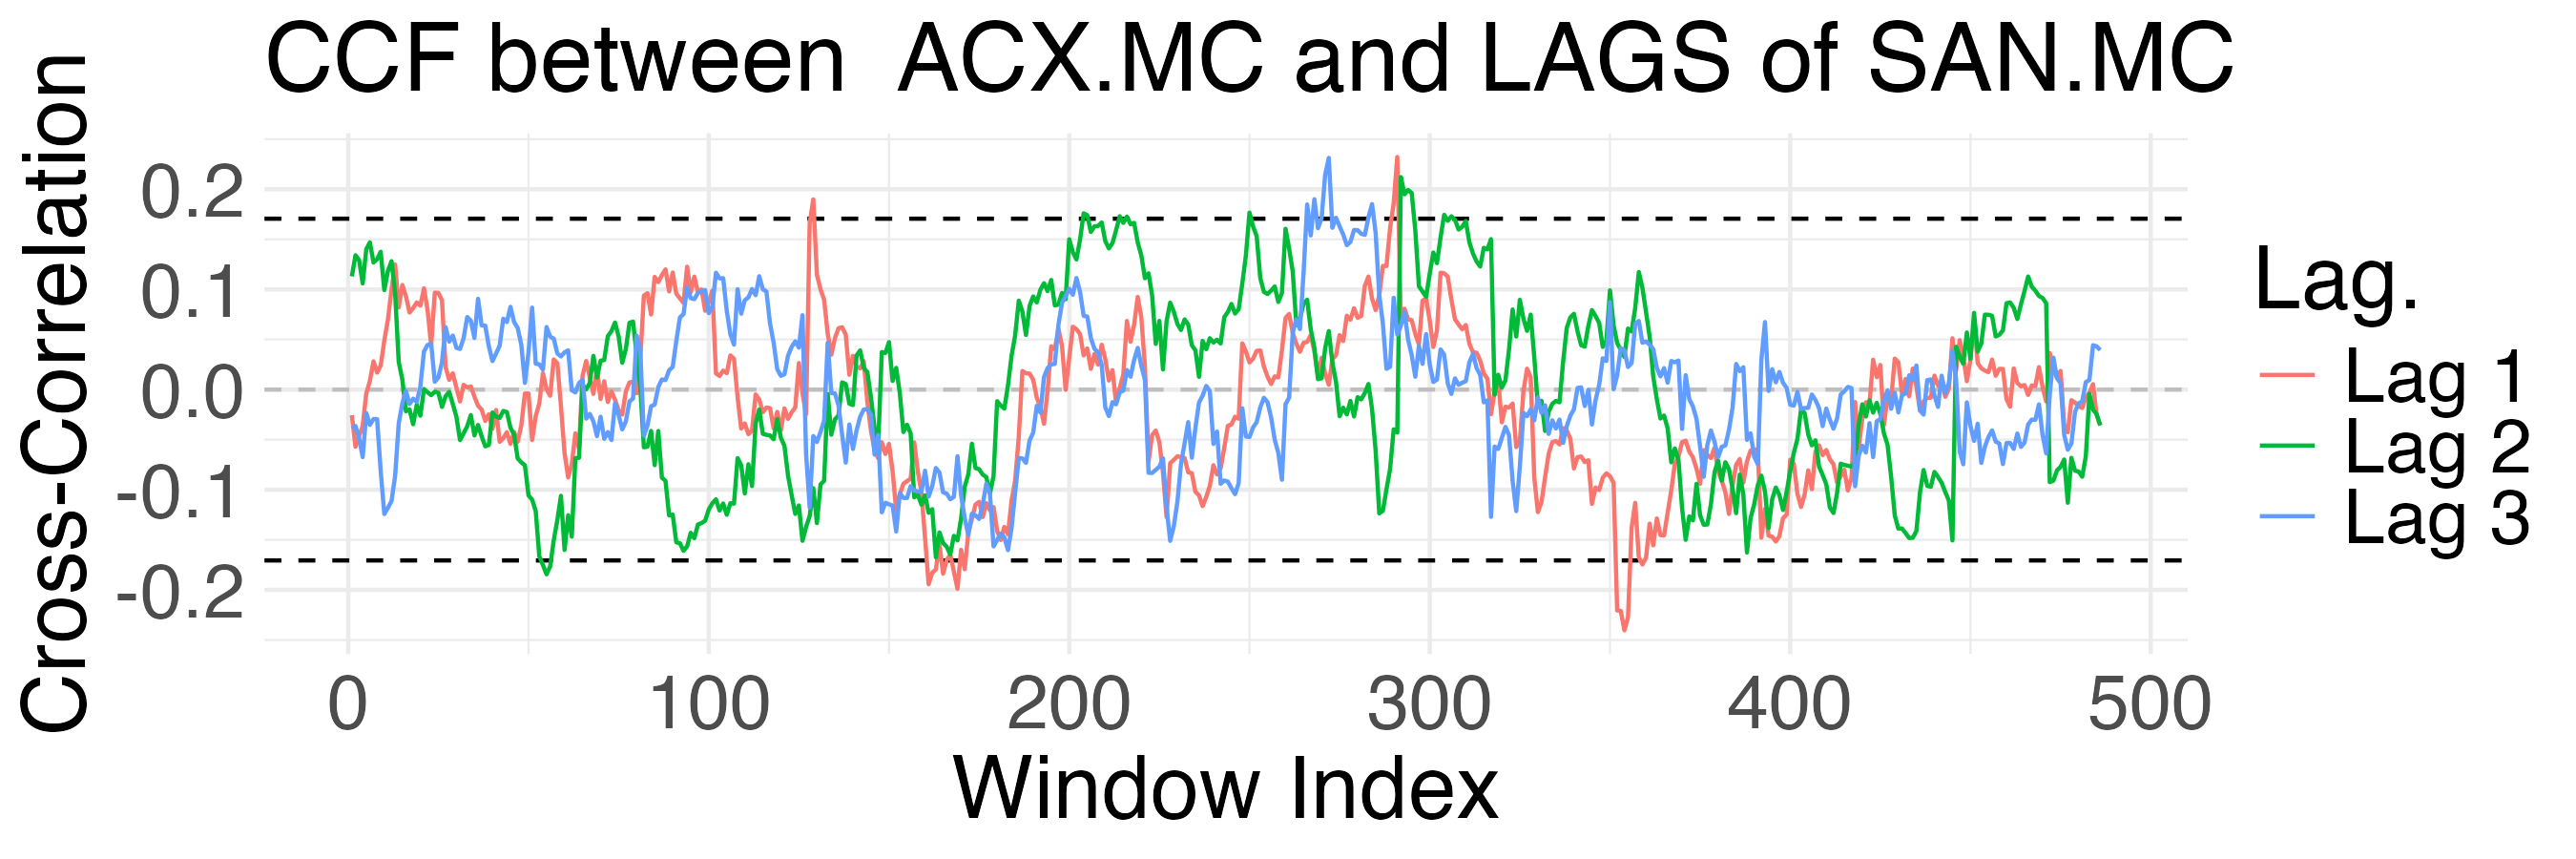 CCF between  ACX.MC and LAGS of SAN.MC
Cross-Correlation
0.2
0.1
0.0
-0.1
-0.2
0 100 200 300 400 500
Window Index
Lag.
Lag 1
Lag 2
Lag 3